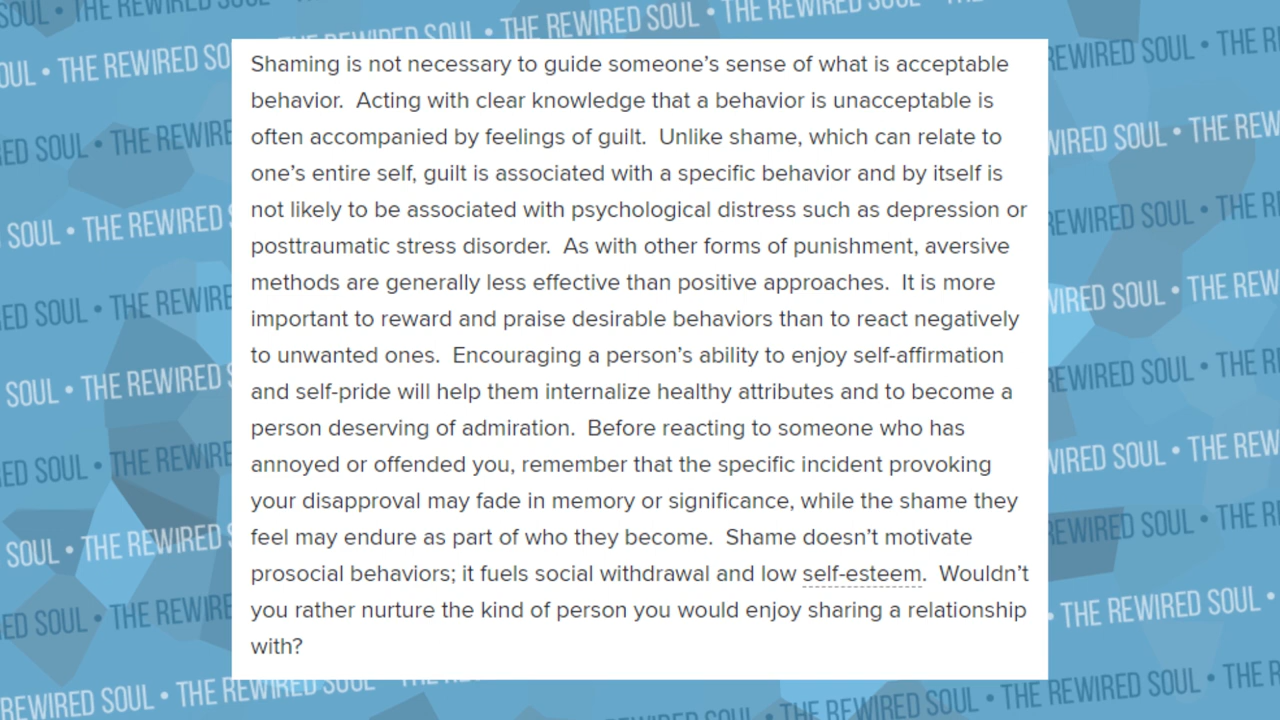 Shaming is not necessary to guide someone’s sense of what is acceptable
behavior.  Acting with clear knowledge that a behavior is unacceptable is
often accompanied by feelings of guilt.  Unlike shame, which can relate to
one’s entire self, guilt is associated with a specific behavior and by itself is
not likely to be associated with psychological distress such as depression or
posttraumatic stress disorder.  As with other forms of punishment, aversive
methods are generally less effective than positive approaches.  It is more
important to reward and praise desirable behaviors than to react negatively
to unwanted ones.  Encouraging a person’s ability to enjoy self-affirmation
and self-pride will help them internalize healthy attributes and to become a
person deserving of admiration.  Before reacting to someone who has
annoyed or offended you, remember that the specific incident provoking
your disapproval may fade in memory or significance, while the shame they
feel may endure as part of who they become.  Shame doesn’t motivate
prosocial behaviors; it fuels social withdrawal and low self-esteem.  Wouldn’t
you rather nurture the kind of person you would enjoy sharing a relationship
with?
SOUL • THE REWIRED SOUL • THE REWIRED SOUL • THE REWIRED SOUL
THE REWIRED SOUL